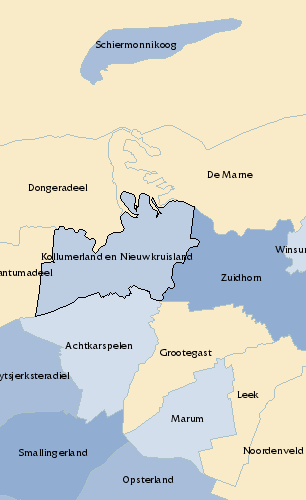 Schiermonnikoog
De Marne
Dongeradeel
Winsum
Kollumerland en Nieuwkruisland
antumadeel
Zuidhorn
Achtkarspelen
Grootegast
ytsjerksteradiel
Leek
Marum
Smallingerland
Noordenveld
Opsterland